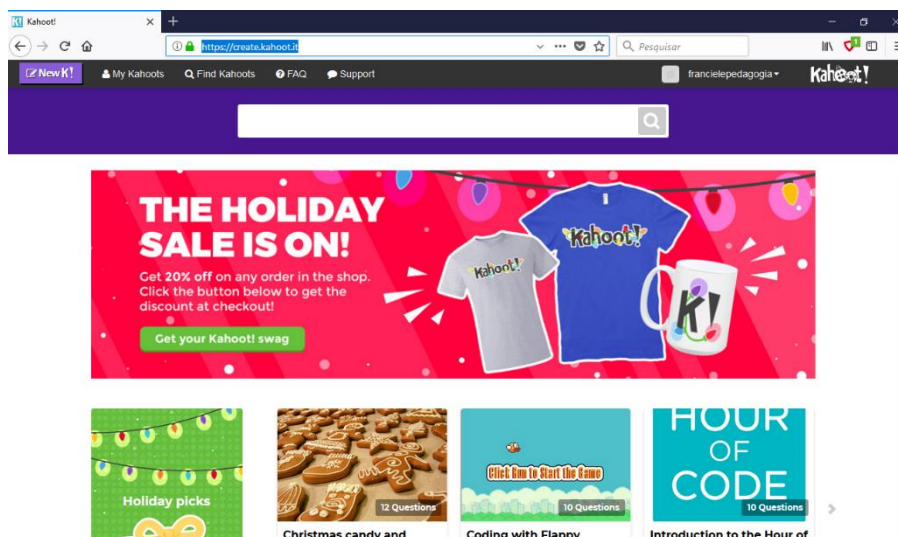 Kahoot!
https://create.kahoot.it
Pesquisar
New K!
My Kahoots
Find Kahoots
FAQ
Support
francielepedagogia
Kahoot!
THE HOLIDAY
SALE IS ON!
Get 20% off on any order in the shop.
Click the button below to get the
discount at checkout!
Get your Kahoot! swag
Kahoot!
Kahoot!
K!
Holiday picks
12 Questions
Christmas candy and
Click Run to Start the Game
10 Questions
Coding with Flappy
HOUR
OF
CODE
10 Questions
Introduction to the Hour of